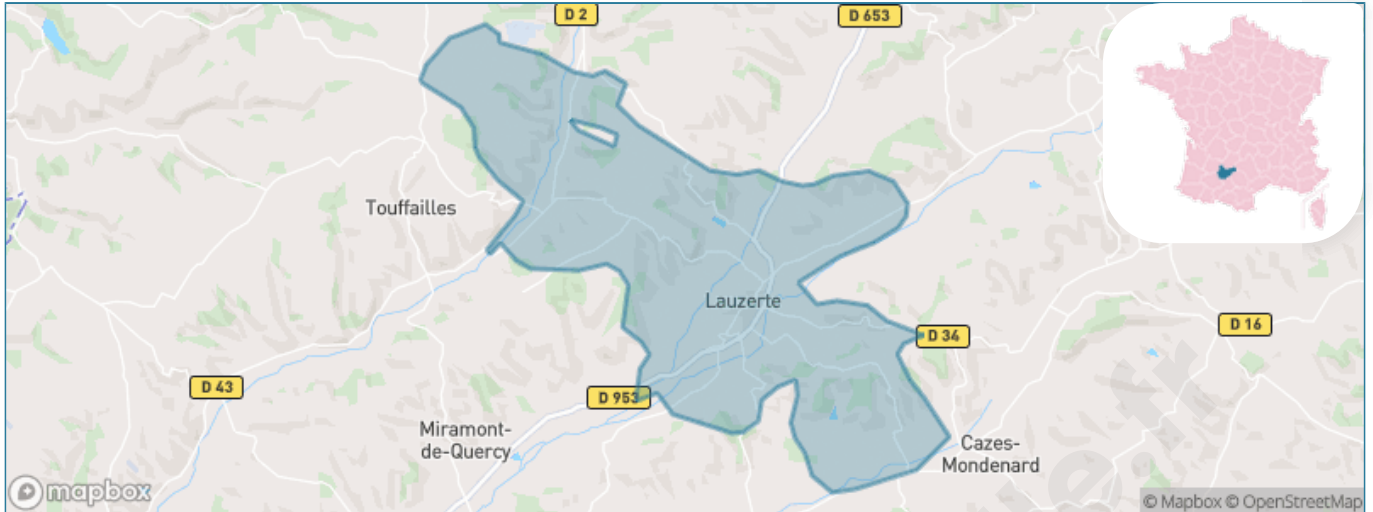 D 2
D 653
Touffailles
Lauzerte
D 16
D 34
D 43
D 953
Miramont-
de-Quercy
Cazes-
Mondenard
mapbox
© Mapbox © OpenStreetMap